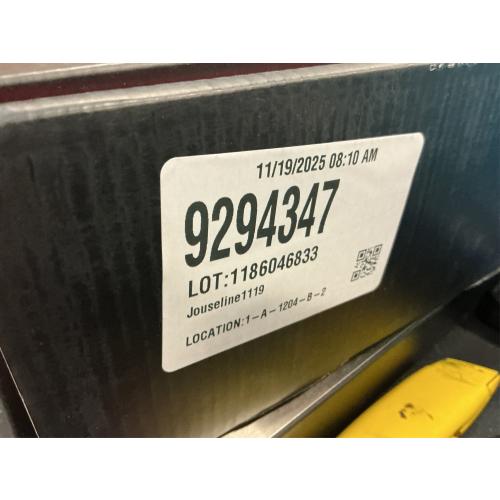 11/19/2025 08:10 AM
9294347
LOT:1186046833
Jouseline1119
LOCATION:1-A-1204-B-2